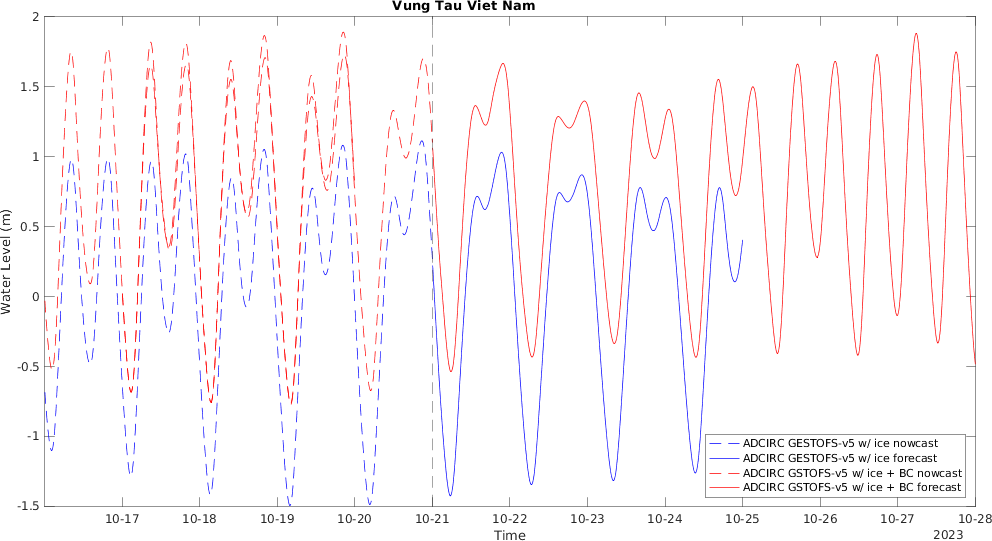 Vung Tau Viet Nam
2
1.5
1
0.5
0
-0.5
-1
-1.5
Water Level (m)
ADCIRC GESTOFS-v5 w/ ice nowcast
ADCIRC GESTOFS-v5 w/ ice forecast
ADCIRC GSTOFS-v5 w/ ice + BC nowcast
ADCIRC GSTOFS-v5 w/ ice + BC forecast
10-17 10-18 10-19 10-20 10-21 10-22 10-23 10-24 10-25 10-26 10-27 10-28
Time
2023